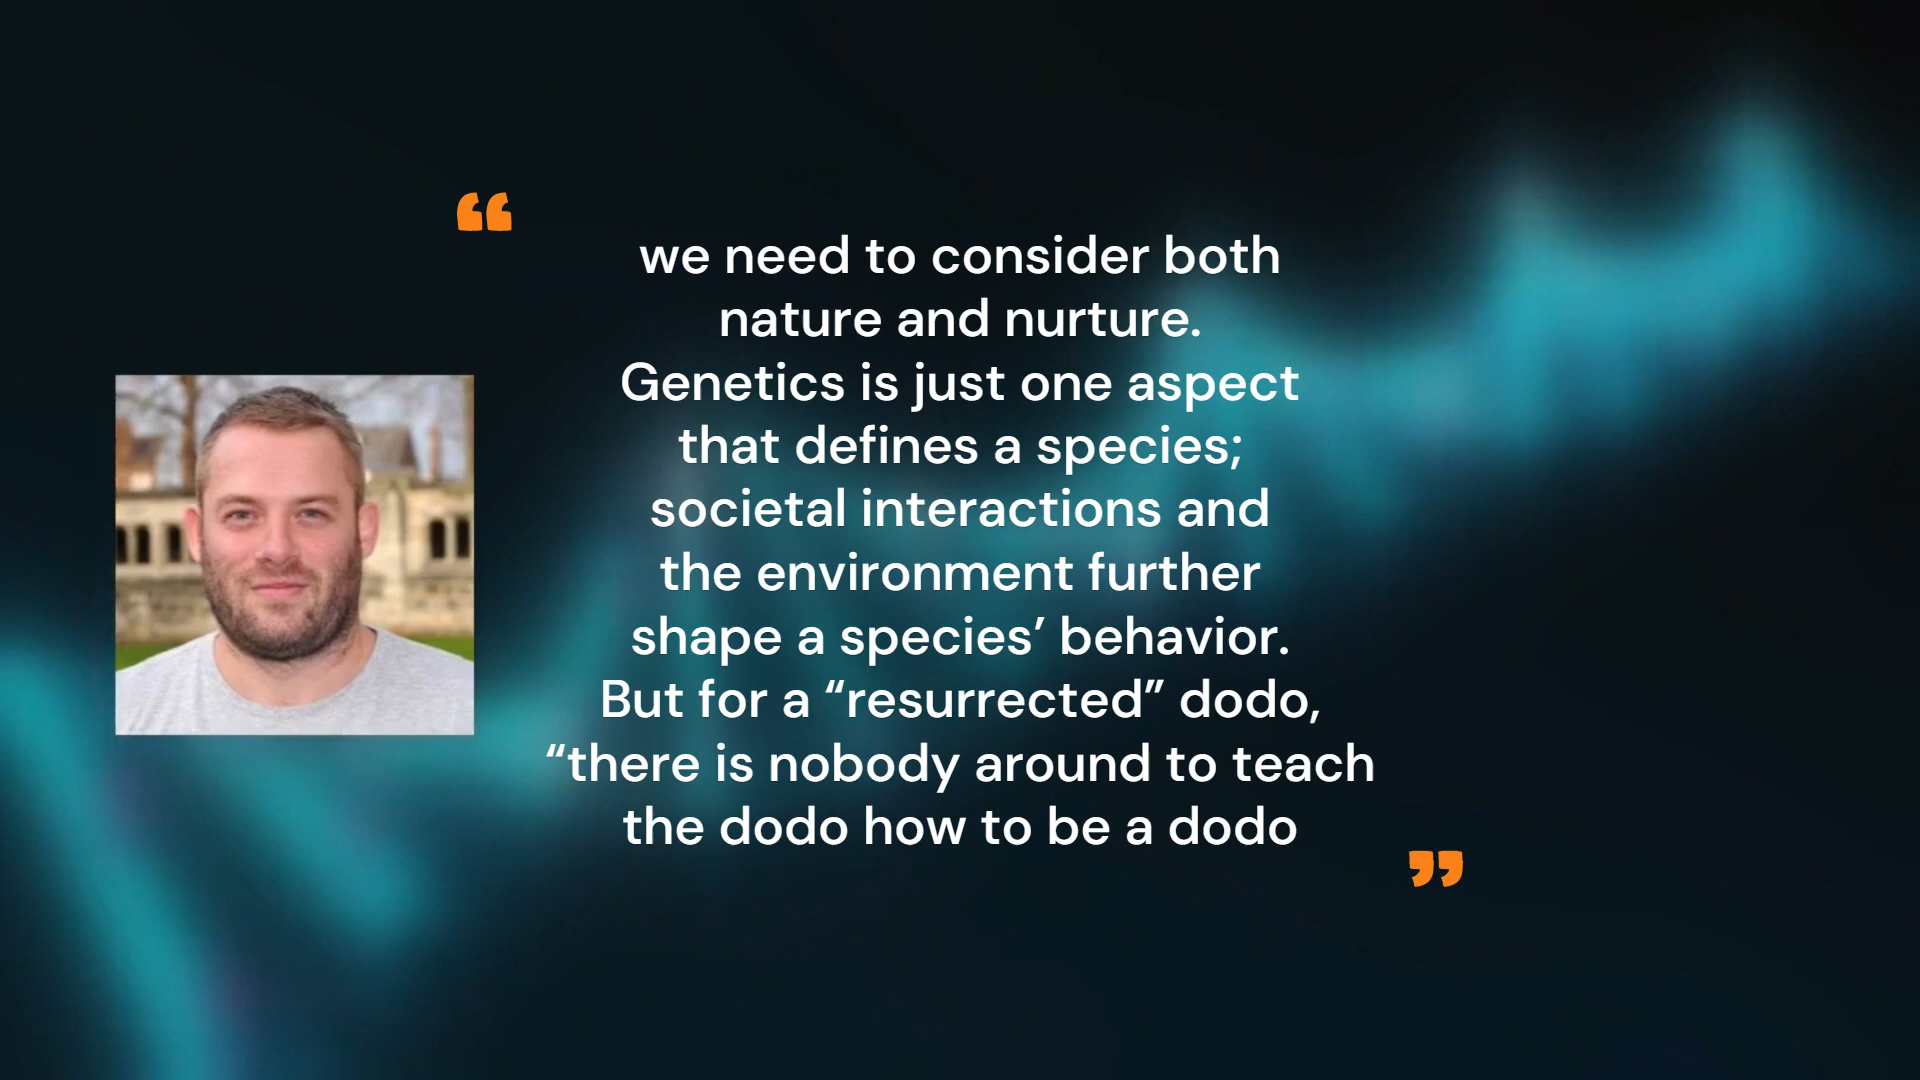 “
we need to consider both
nature and nurture.
Genetics is just one aspect
that defines a species;
societal interactions and
the environment further
shape a species’ behavior.
But for a “resurrected” dodo,
“there is nobody around to teach
the dodo how to be a dodo
”